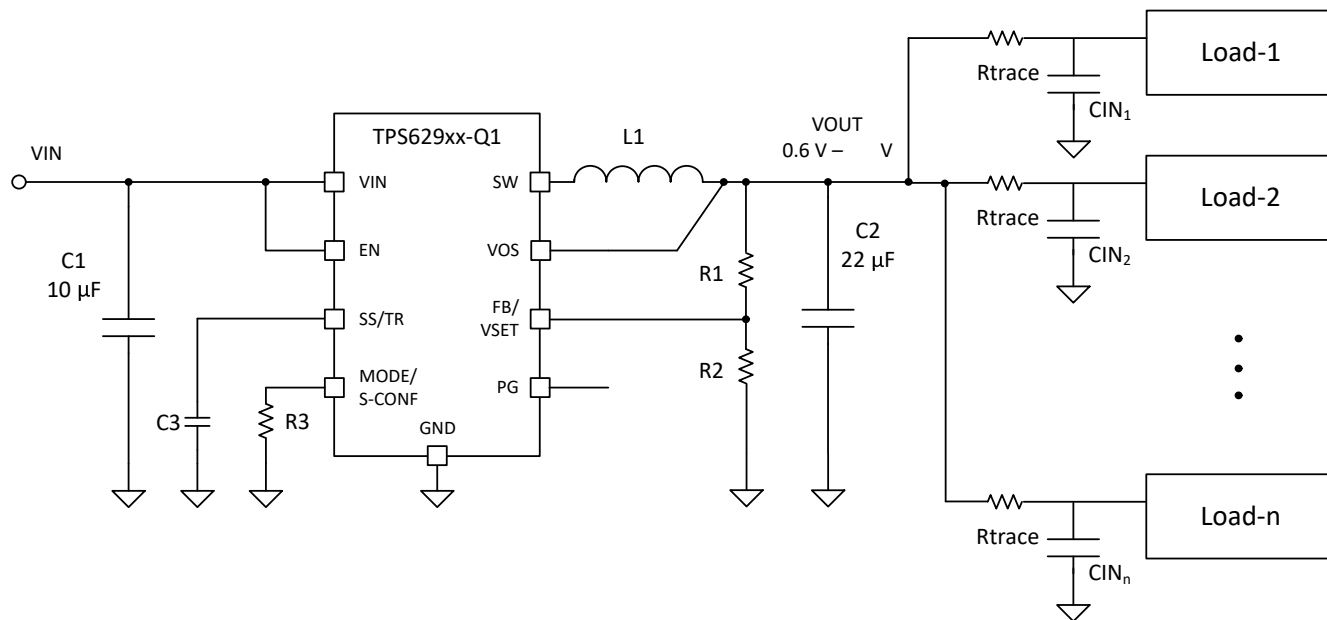 VIN
C1
10 µF
C3
R3
TPS629xx-Q1
VIN
EN
SS/TR
MODE/
S-CONF
GND
SW
VOS
FB/
VSET
PG
L1
R1
R2
VOUT
0.6 V – V
C2
22 µF
Rtrace
CIN₁
Load-1
Rtrace
CIN₂
Load-2
Rtrace
CINₙ
Load-n